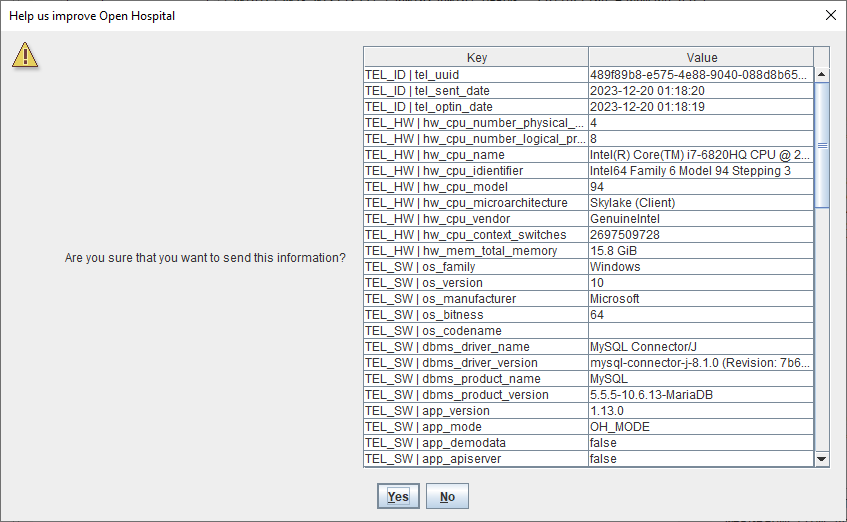 Help us improve Open Hospital
Key Value
TEL_ID | tel_uuid 489f89b8-e575-4e88-9040-088d8b65...
TEL_ID | tel_sent_date 2023-12-20 01:18:20
TEL_ID | tel_optin_date 2023-12-20 01:18:19
TEL_HW | hw_cpu_number_physical_... 4
TEL_HW | hw_cpu_number_logical_pr... 8
TEL_HW | hw_cpu_name Intel(R) Core(TM) i7-6820HQ CPU @ 2...
TEL_HW | hw_cpu_idientifier Intel64 Family 6 Model 94 Stepping 3
TEL_HW | hw_cpu_model 94
TEL_HW | hw_cpu_microarchitecture Skylake (Client)
TEL_HW | hw_cpu_vendor GenuineIntel
TEL_HW | hw_cpu_context_switches 2697509728
TEL_HW | hw_mem_total_memory 15.8 GiB
Are you sure that you want to send this information?
TEL_SW | os_family Windows
TEL_SW | os_version 10
TEL_SW | os_manufacturer Microsoft
TEL_SW | os_bitness 64
TEL_SW | os_codename
TEL_SW | dbms_driver_name MySQL Connector/J
TEL_SW | dbms_driver_version mysql-connector-j-8.1.0 (Revision: 7b6...
TEL_SW | dbms_product_name MySQL
TEL_SW | dbms_product_version 5.5.5-10.6.13-MariaDB
TEL_SW | app_version 1.13.0
TEL_SW | app_mode OH_MODE
TEL_SW | app_demodata false
TEL_SW | app_apiserver false
Yes No